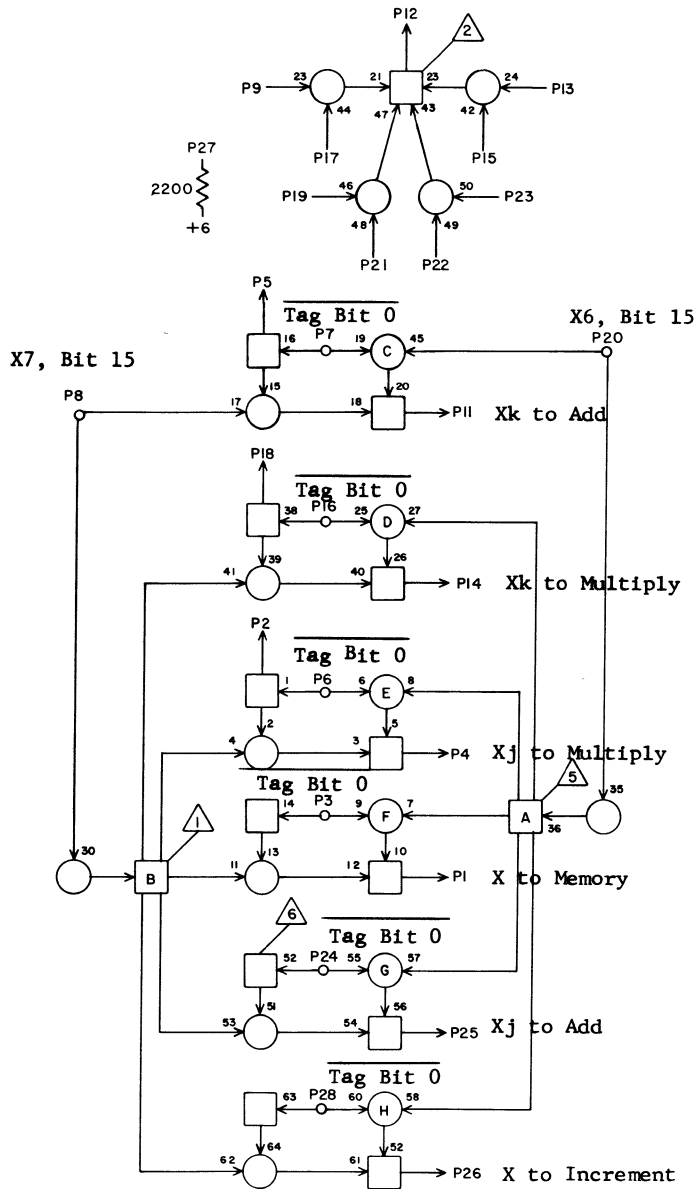 P12
2
P9 23 21 23 24 P13
44 47 43 42
P17 P15
P27
2200
+6
P19 46 50 P23
48 49
P21 P22
P5
Tag Bit 0
X6, Bit 15
P20
16 P7 19 C 45
X7, Bit 15
P8
15 20
17 18 P11 Xk to Add
P18
Tag Bit 0
38 P16 25 D 27
39 26
41 40 P14 Xk to Multiply
P2
Tag Bit 0
1 P6 6 E 8
2 5
4 3 P4 Xj to Multiply
Tag Bit 0
5
35
14 P3 9 F 7 A 36
1
13 10
30 B 11 12 P1 X to Memory
6
Tag Bit 0
52 P24 55 G 57
51 56
53 54 P25 Xj to Add
Tag Bit 0
63 P28 60 H 58
64 52
62 61 P26 X to Increment